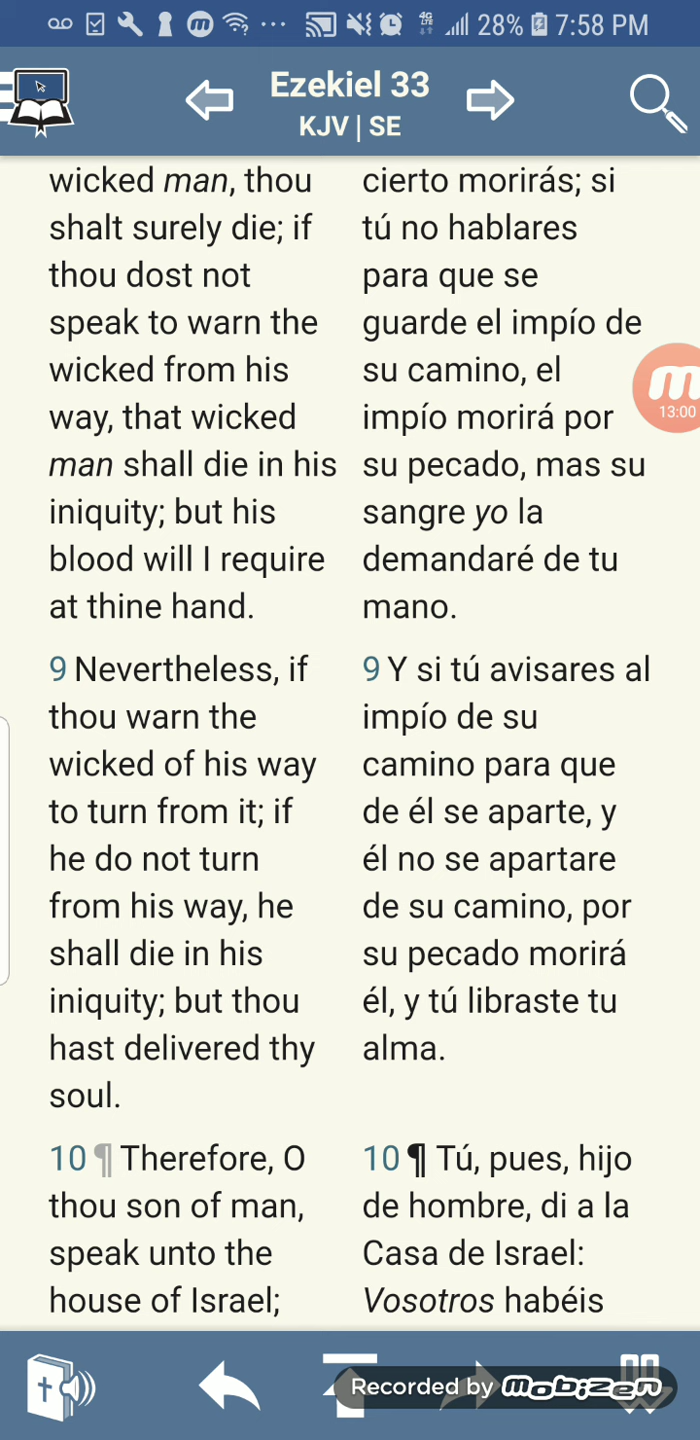 28% 7:58 PM
Ezekiel 33
KJV | SE
wicked man, thou
shalt surely die; if
thou dost not
speak to warn the
wicked from his
way, that wicked
man shall die in his
iniquity; but his
blood will I require
at thine hand.
9 Nevertheless, if
thou warn the
wicked of his way
to turn from it; if
he do not turn
from his way, he
shall die in his
iniquity; but thou
hast delivered thy
soul.
10 ¶ Therefore, O
thou son of man,
speak unto the
house of Israel;
cierto morirás; si
tú no hablares
para que se
guarde el impío de
su camino, el
impío morirá por
su pecado, mas su
sangre yo la
demandaré de tu
mano.
9 Y si tú avisares al
impío de su
camino para que
de él se aparte, y
él no se apartare
de su camino, por
su pecado morirá
él, y tú libraste tu
alma.
10 ¶ Tú, pues, hijo
de hombre, di a la
Casa de Israel:
Vosotros habéis
m
13:00
Recorded by mobizen